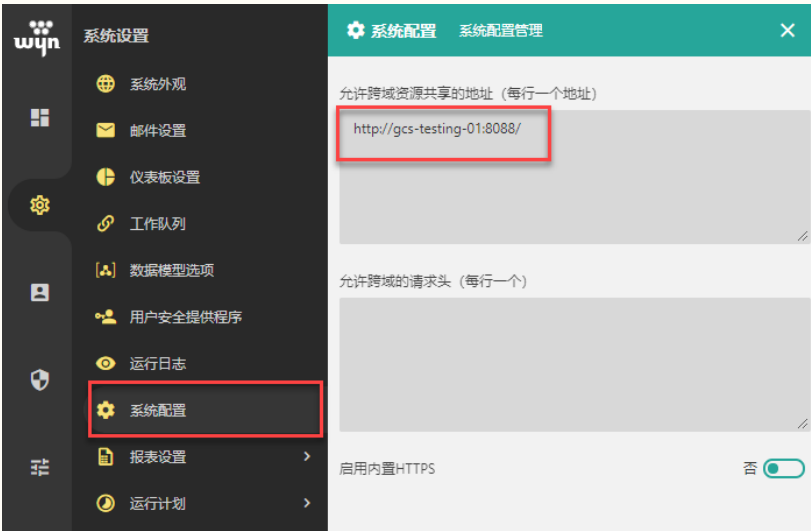 wyn
系统设置
系统外观
邮件设置
仪表板设置
工作队列
数据模型选项
用户安全提供程序
运行日志
系统配置
报表设置
运行计划
系统配置 系统配置管理
允许跨域资源共享的地址（每行一个地址）
http://gcs-testing-01:8088/
允许跨域的请求头（每行一个）
启用内置HTTPS 否